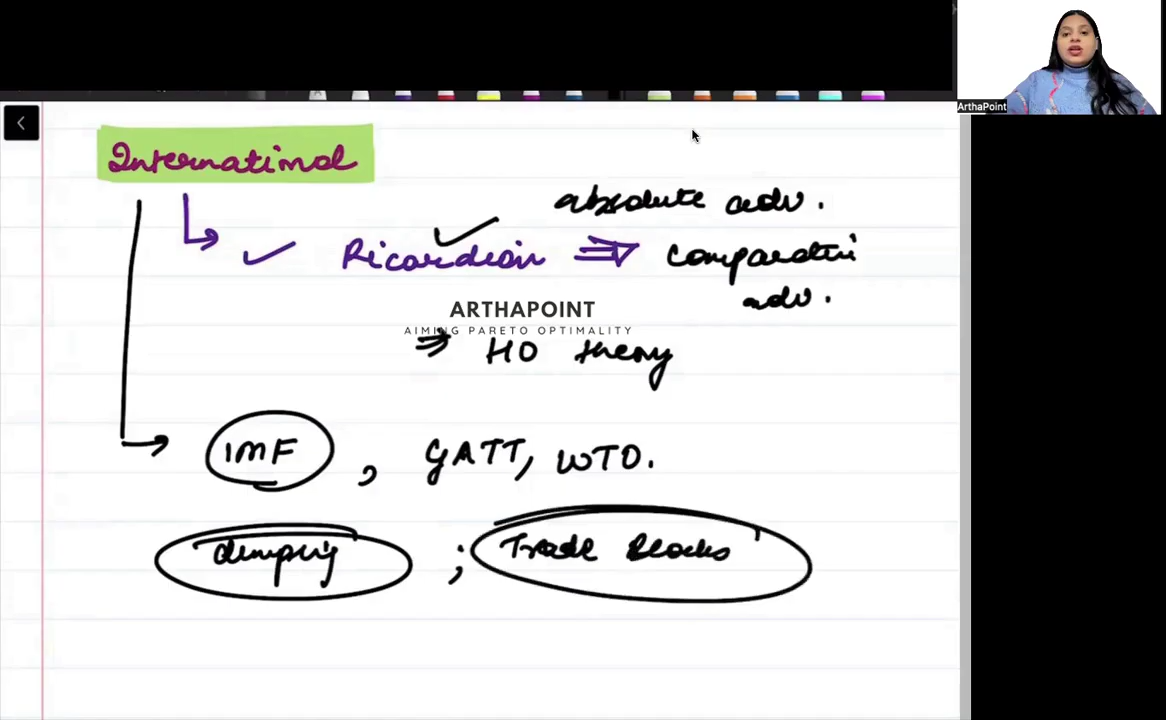 ArthaPoint
International
absolute adv.
Ricardian ⇒ Comparative
adv.
ARTHAPOINT
AIMING PARETO OPTIMALITY
⇒ HO theory
IMF, GATT, WTO.
dumping ; Trade Blocks